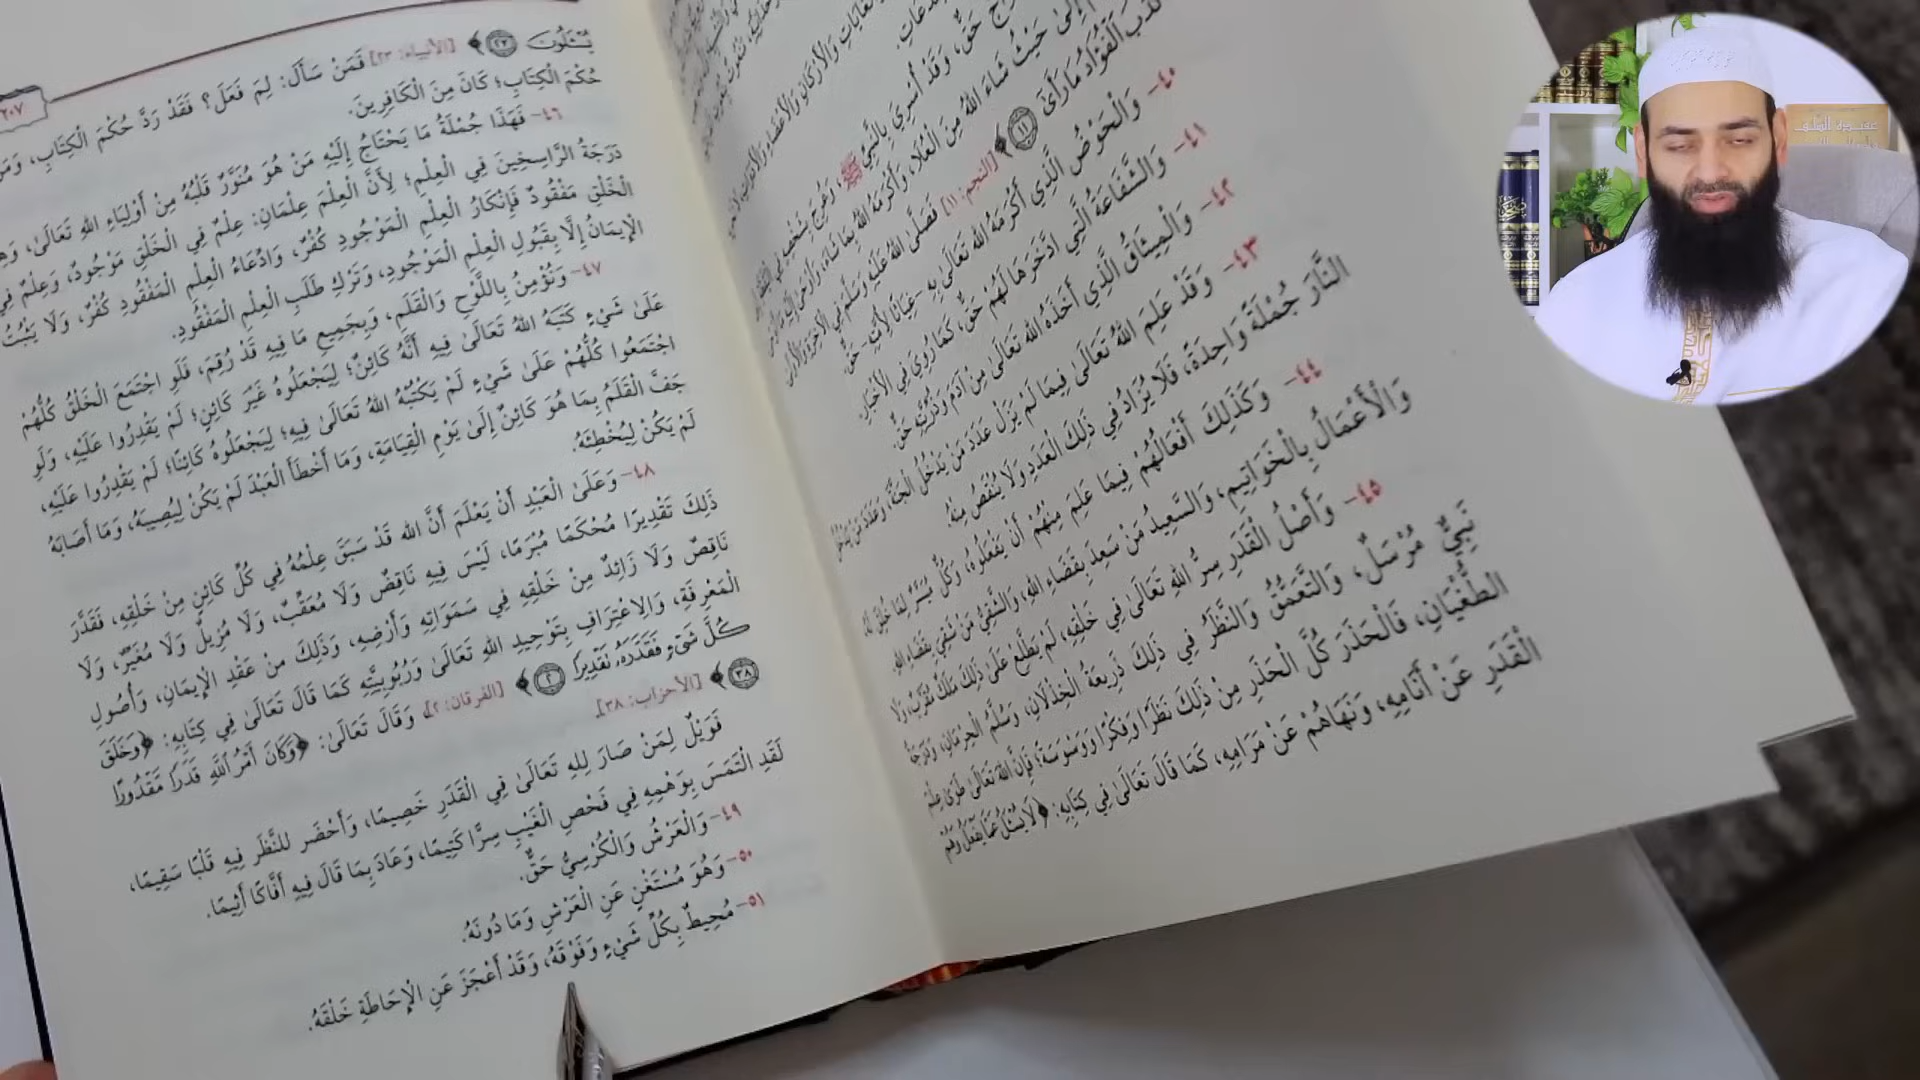 لَكَذَبَ الْفُؤَادُ مَا رَأَىٰ ﴿١١﴾ [النجم: ١١] فَصَلَّى اللهُ عَلَيْهِ وَسَلَّمَ فِي الْآخِرَةِ وَالْأُولَى
٤٠- وَالْحَوْضُ الَّذِي أَكْرَمَهُ اللهُ تَعَالَىٰ بِهِ -غِيَاثًا لِأُمَّتِهِ- حَقٌّ.
٤١- وَالشَّفَاعَةُ الَّتِي ادَّخَرَهَا لَهُمْ حَقٌّ، كَمَا رُوِيَ فِي الْأَخْبَارِ.
٤٢- وَالْمِيثَاقُ الَّذِي أَخَذَهُ اللهُ تَعَالَىٰ مِنْ آدَمَ وَذُرِّيَّتِهِ حَقٌّ.
٤٣- وَقَدْ عَلِمَ اللهُ تَعَالَىٰ فِيمَا لَمْ يَزَلْ عَدَدَ مَنْ يَدْخُلُ الْجَنَّةَ، وَعَدَدَ مَنْ يَدْخُلُ
النَّارَ جُمْلَةً وَاحِدَةً، فَلَا يُزَادُ فِي ذَلِكَ الْعَدَدِ وَلَا يُنْقَصُ مِنْهُ.
٤٤- وَكَذَلِكَ أَفْعَالُهُمْ فِيمَا عَلِمَ مِنْهُمْ أَنْ يَفْعَلُوهُ، وَكُلٌّ مُيَسَّرٌ لِمَا خُلِقَ لَهُ
وَالْأَعْمَالُ بِالْخَوَاتِيمِ، وَالسَّعِيدُ مَنْ سَعِدَ بِقَضَاءِ اللهِ، وَالشَّقِيُّ مَنْ شَقِيَ بِقَضَاءِ اللهِ.
٤٥- وَأَصْلُ الْقَدَرِ سِرُّ اللهِ تَعَالَىٰ فِي خَلْقِهِ، لَمْ يَطَّلِعْ عَلَىٰ ذَلِكَ مَلَكٌ مُقَرَّبٌ، وَلَا
نَبِيٌّ مُرْسَلٌ، وَالتَّعَمُّقُ وَالنَّظَرُ فِي ذَلِكَ ذَرِيعَةُ الْخِذْلَانِ، وَسُلَّمُ الْحِرْمَانِ، وَدَرَجَةُ
الطُّغْيَانِ، فَالْحَذَرَ كُلَّ الْحَذَرِ مِنْ ذَلِكَ نَظَرًا وَفِكْرًا وَوَسْوَسَةً؛ فَإِنَّ اللهَ تَعَالَىٰ طَوَىٰ عِلْمَ
الْقَدَرِ عَنْ أَنَامِهِ، وَنَهَاهُمْ عَنْ مَرَامِهِ، كَمَا قَالَ تَعَالَىٰ فِي كِتَابِهِ: ﴿لَا يُسْأَلُ عَمَّا يَفْعَلُ وَهُمْ
٢٠٧
يُسْأَلُونَ ﴿٢٣﴾ [الأنبياء: ٢٣] فَمَنْ سَأَلَ: لِمَ فَعَلَ؟ فَقَدْ رَدَّ حُكْمَ الْكِتَابِ، وَمَنْ
حُكْمَ الْكِتَابِ؛ كَانَ مِنَ الْكَافِرِينَ.
٤٦- فَهَذَا جُمْلَةُ مَا يَحْتَاجُ إِلَيْهِ مَنْ هُوَ مُنَوَّرٌ قَلْبُهُ مِنْ أَوْلِيَاءِ اللهِ تَعَالَىٰ، وَهِيَ
دَرَجَةُ الرَّاسِخِينَ فِي الْعِلْمِ؛ لِأَنَّ الْعِلْمَ عِلْمَانِ: عِلْمٌ فِي الْخَلْقِ مَوْجُودٌ، وَعِلْمٌ فِي
الْخَلْقِ مَفْقُودٌ فَإِنْكَارُ الْعِلْمِ الْمَوْجُودِ كُفْرٌ، وَادِّعَاءُ الْعِلْمِ الْمَفْقُودِ كُفْرٌ، وَلَا يَثْبُتُ
الْإِيمَانُ إِلَّا بِقَبُولِ الْعِلْمِ الْمَوْجُودِ، وَتَرْكِ طَلَبِ الْعِلْمِ الْمَفْقُودِ.
٤٧- وَنُؤْمِنُ بِاللَّوْحِ وَالْقَلَمِ، وَبِجَمِيعِ مَا فِيهِ قَدْ رُقِمَ، فَلَوِ اجْتَمَعَ الْخَلْقُ كُلُّهُمْ
عَلَىٰ شَيْءٍ كَتَبَهُ اللهُ تَعَالَىٰ فِيهِ أَنَّهُ كَائِنٌ؛ لِيَجْعَلُوهُ غَيْرَ كَائِنٍ؛ لَمْ يَقْدِرُوا عَلَيْهِ، وَلَوِ
اجْتَمَعُوا كُلُّهُمْ عَلَىٰ شَيْءٍ لَمْ يَكْتُبْهُ اللهُ تَعَالَىٰ فِيهِ؛ لِيَجْعَلُوهُ كَائِنًا؛ لَمْ يَقْدِرُوا عَلَيْهِ،
جَفَّ الْقَلَمُ بِمَا هُوَ كَائِنٌ إِلَىٰ يَوْمِ الْقِيَامَةِ، وَمَا أَخْطَأَ الْعَبْدَ لَمْ يَكُنْ لِيُصِيبَهُ، وَمَا أَصَابَهُ
لَمْ يَكُنْ لِيُخْطِئَهُ.
٤٨- وَعَلَى الْعَبْدِ أَنْ يَعْلَمَ أَنَّ اللهَ قَدْ سَبَقَ عِلْمُهُ فِي كُلِّ كَائِنٍ مِنْ خَلْقِهِ، فَقَدَّرَ
ذَلِكَ تَقْدِيرًا مُحْكَمًا مُبْرَمًا، لَيْسَ فِيهِ نَاقِضٌ وَلَا مُعَقِّبٌ، وَلَا مُزِيلٌ وَلَا مُغَيِّرٌ، وَلَا
نَاقِصٌ وَلَا زَائِدٌ مِنْ خَلْقِهِ فِي سَمَوَاتِهِ وَأَرْضِهِ، وَذَلِكَ مِنْ عَقْدِ الْإِيمَانِ، وَأُصُولِ
الْمَعْرِفَةِ، وَالِاعْتِرَافِ بِتَوْحِيدِ اللهِ تَعَالَىٰ وَرُبُوبِيَّتِهِ كَمَا قَالَ تَعَالَىٰ فِي كِتَابِهِ: ﴿وَخَلَقَ
كُلَّ شَيْءٍ فَقَدَّرَهُ تَقْدِيرًا ﴿٢﴾ [الفرقان: ٢]، وَقَالَ تَعَالَىٰ: ﴿وَكَانَ أَمْرُ اللَّهِ قَدَرًا مَقْدُورًا
﴿٣٨﴾ [الأحزاب: ٣٨].
فَوَيْلٌ لِمَنْ صَارَ لِلهِ تَعَالَىٰ فِي الْقَدَرِ خَصِيمًا، وَأَحْضَرَ للنَّظَرِ فِيهِ قَلْبًا سَقِيمًا،
لَقَدِ الْتَمَسَ بِوَهْمِهِ فِي فَحْصِ الْغَيْبِ سِرًّا كَتِيمًا، وَعَادَ بِمَا قَالَ فِيهِ أَفَّاكًا أَثِيمًا.
٤٩- وَالْعَرْشُ وَالْكُرْسِيُّ حَقٌّ.
٥٠- وَهُوَ مُسْتَغْنٍ عَنِ الْعَرْشِ وَمَا دُونَهُ.
٥١- مُحِيطٌ بِكُلِّ شَيْءٍ وَفَوْقَهُ، وَقَدْ أَعْجَزَ عَنِ الْإِحَاطَةِ خَلْقَهُ.